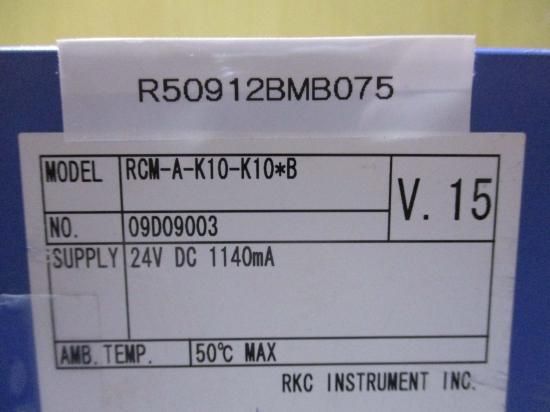 R50912BMB075
MODEL RCM-A-K10-K10*B V. 15
NO. 09D09003
SUPPLY 24V DC 1140mA
AMB. TEMP. 50℃ MAX
RKC INSTRUMENT INC.